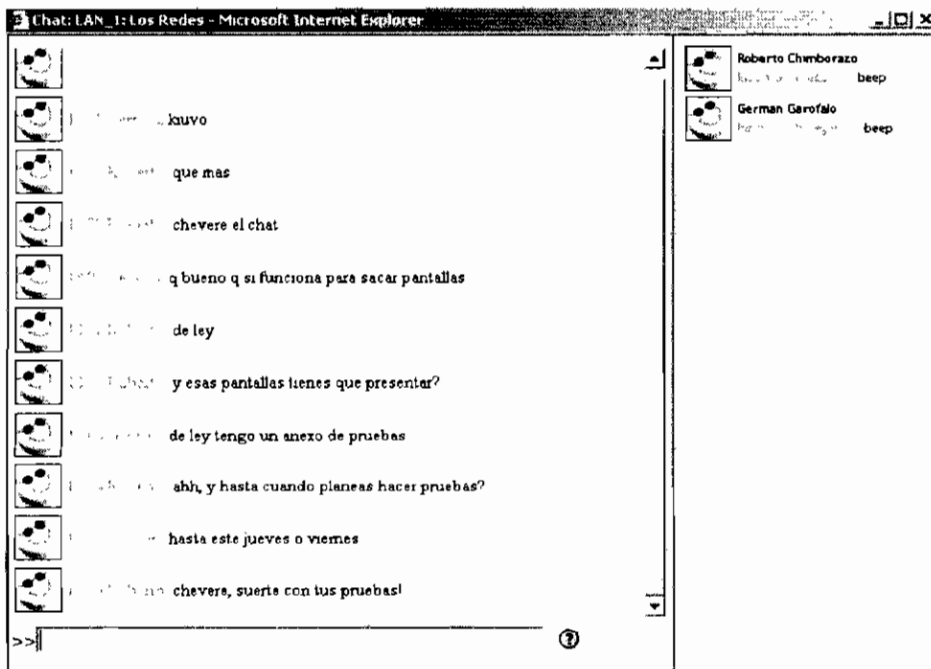 Chat: LAN_1: Los Redes - Microsoft Internet Explorer
kiuvo
que mas
chevere el chat
q bueno q si funciona para sacar pantallas
de ley
y esas pantallas tienes que presentar?
de ley tengo un anexo de pruebas
ahh, y hasta cuando planeas hacer pruebas?
hasta este jueves o viernes
chevere, suerte con tus pruebas!
>>
Roberto Chimborazo
beep
German Garofalo
beep